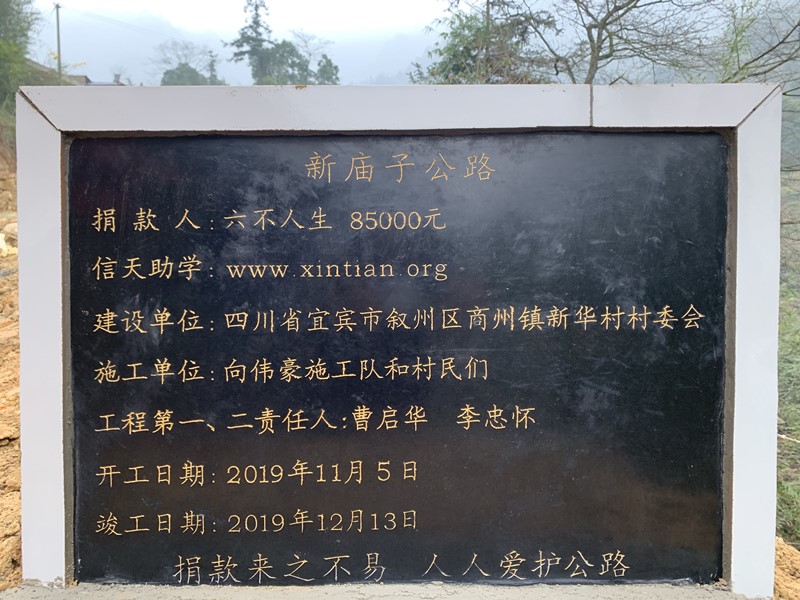 新庙子公路
捐款人：六不人生 85000元
信天助学：www.xintian.org
建设单位：四川省宜宾市叙州区商州镇新华村村委会
施工单位：向伟豪施工队和村民们
工程第一、二责任人：曹启华 李忠怀
开工日期：2019年11月5日
竣工日期：2019年12月13日
捐款来之不易 人人爱护公路